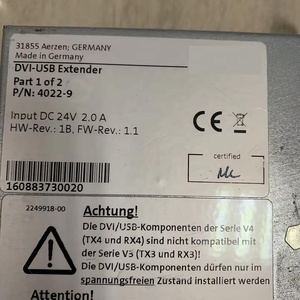 31855 Aerzen; GERMANY
Made in Germany
DVI-USB Extender
Part 1 of 2
P/N: 4022-9
Input DC 24V 2.0 A
HW-Rev.: 1B, FW-Rev.: 1.1
CE
certified
160883730020
2249918-00
Achtung!
Die DVI/USB-Komponenten der Serie V4
(TX4 und RX4) sind nicht kompatibel mit
der Serie V3 (TX3 und RX3)!
Die DVI/USB-Komponenten dürfen nur im
spannungsfreien Zustand installiert werden
Attention!